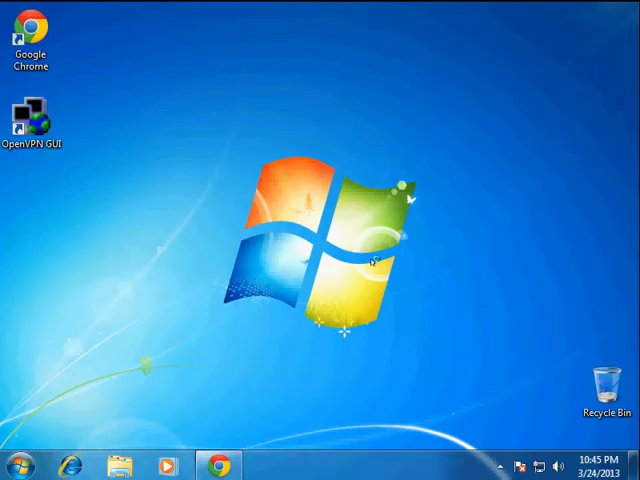 Google
Chrome
OpenVPN GUI
Recycle Bin
10:45 PM
3/24/2013